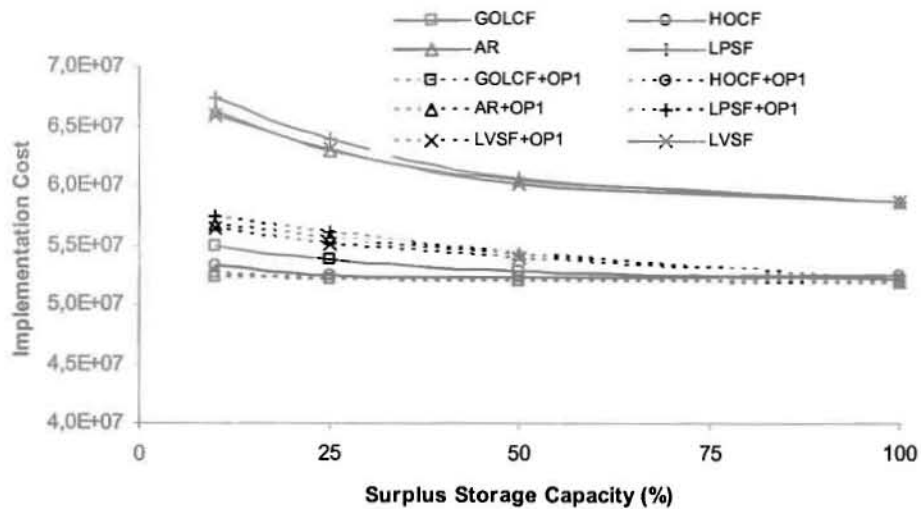 GOLCF HOCF
AR LPSF
GOLCF+OP1 HOCF+OP1
AR+OP1 LPSF+OP1
LVSF+OP1 LVSF
Implementation Cost
7,0E+07
6,5E+07
6,0E+07
5,5E+07
5,0E+07
4,5E+07
4,0E+07
0 25 50 75 100
Surplus Storage Capacity (%)